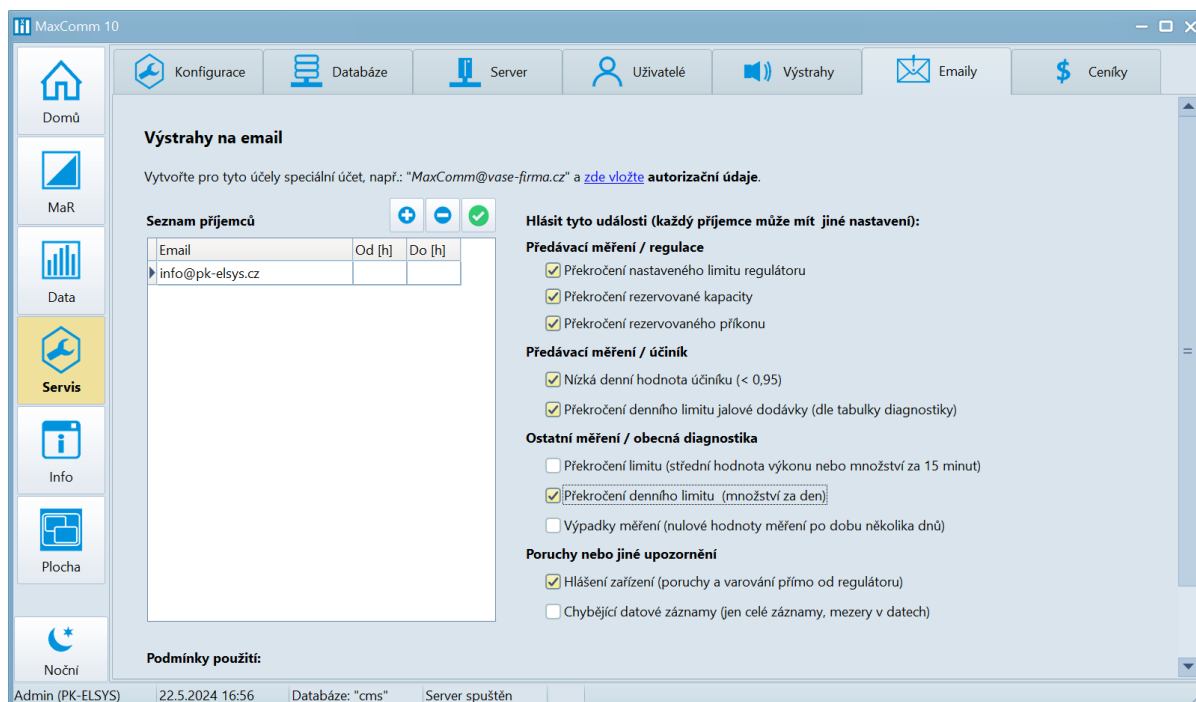 MaxComm 10
Konfigurace
Databáze
Server
Uživatelé
Výstrahy
Emaily
Ceníky
Domů
MaR
Data
Servis
Info
Plocha
Noční
Výstrahy na email
Vytvořte pro tyto účely speciální účet, např.: "MaxComm@vase-firma.cz" a zde vložte autorizační údaje.
Seznam příjemců
Email Od [h] Do [h]
info@pk-elsys.cz
Hlásit tyto události (každý příjemce může mít  jiné nastavení):
Předávací měření / regulace
Překročení nastaveného limitu regulátoru
Překročení rezervované kapacity
Překročení rezervovaného příkonu
Předávací měření / účiník
Nízká denní hodnota účiníku (< 0,95)
Překročení denního limitu jalové dodávky (dle tabulky diagnostiky)
Ostatní měření / obecná diagnostika
Překročení limitu (střední hodnota výkonu nebo množství za 15 minut)
Překročení denního limitu  (množství za den)
Výpadky měření (nulové hodnoty měření po dobu několika dnů)
Poruchy nebo jiné upozornění
Hlášení zařízení (poruchy a varování přímo od regulátoru)
Chybějící datové záznamy (jen celé záznamy, mezery v datech)
Podmínky použití:
Admin (PK-ELSYS) 22.5.2024 16:56 Databáze: "cms" Server spuštěn